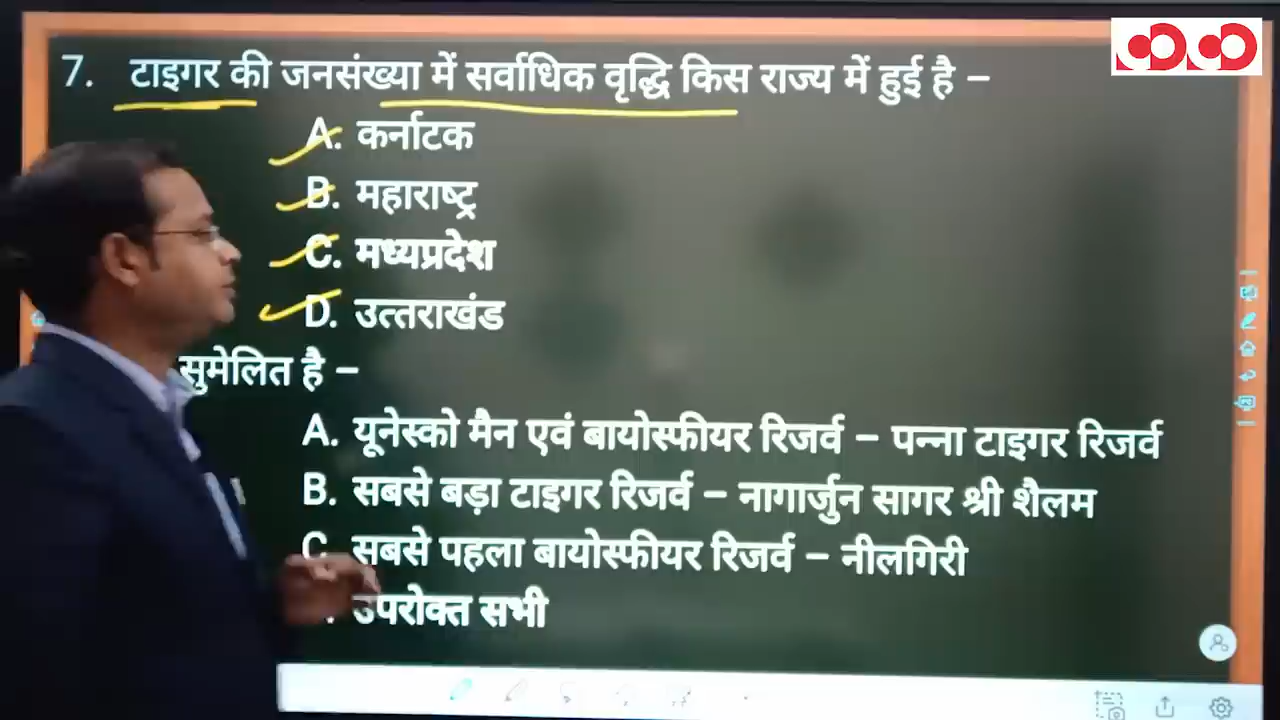 7. टाइगर की जनसंख्या में सर्वाधिक वृद्धि किस राज्य में हुई है –
A. कर्नाटक
B. महाराष्ट्र
C. मध्यप्रदेश
D. उत्तराखंड
सुमेलित है –
A. यूनेस्को मैन एवं बायोस्फीयर रिजर्व – पन्ना टाइगर रिजर्व
B. सबसे बड़ा टाइगर रिजर्व – नागार्जुन सागर श्री शैलम
C. सबसे पहला बायोस्फीयर रिजर्व – नीलगिरी
उपरोक्त सभी